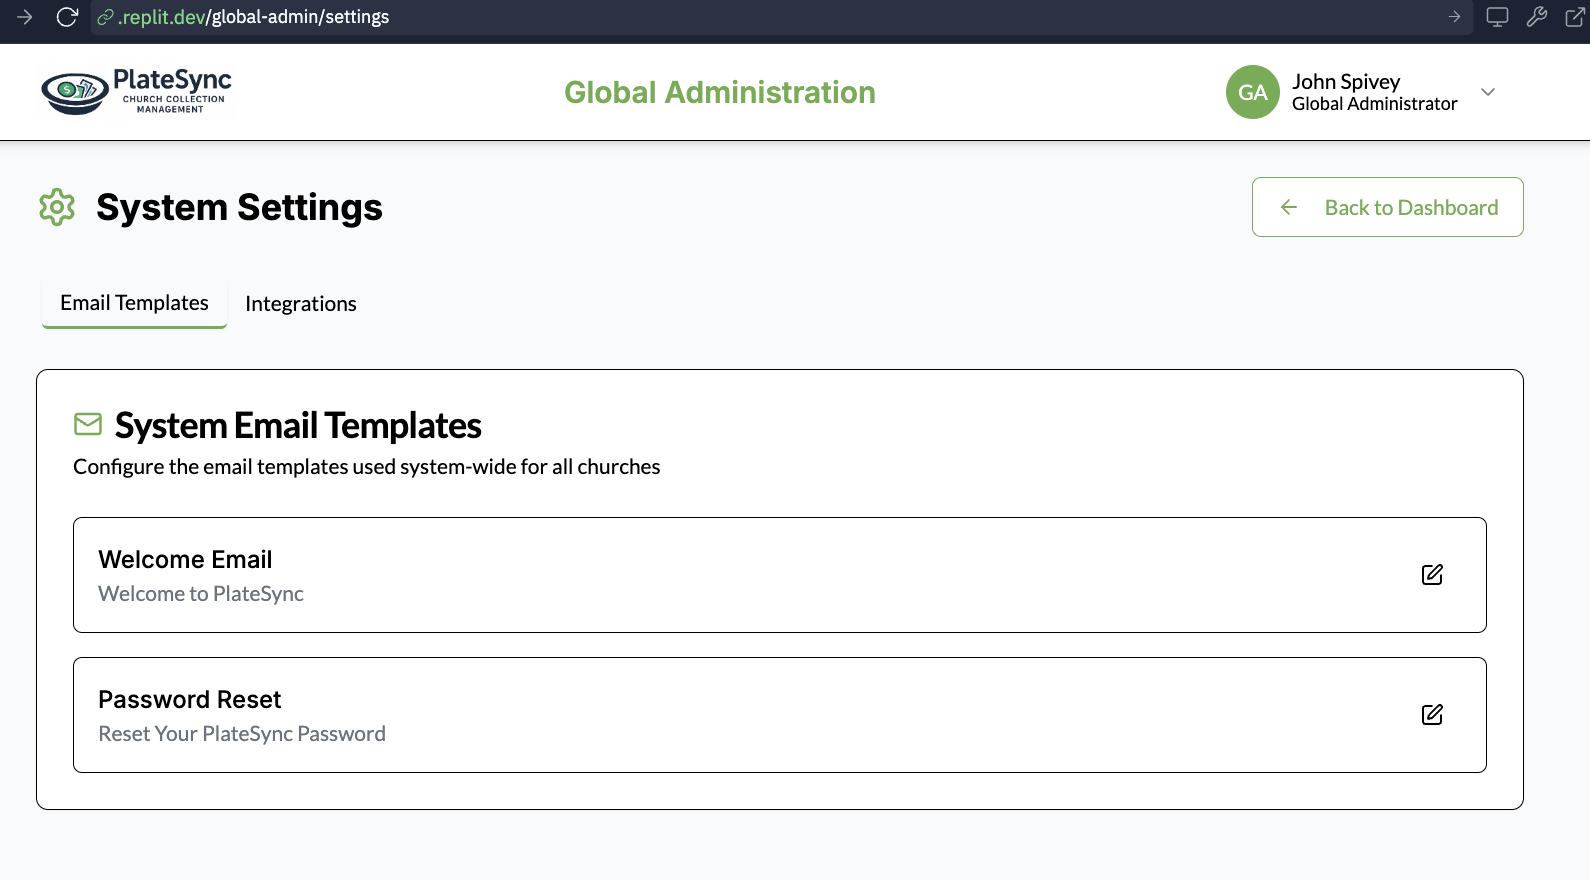 .replit.dev/global-admin/settings
PlateSync
CHURCH COLLECTION
MANAGEMENT
Global Administration
GA
John Spivey
Global Administrator
System Settings
Back to Dashboard
Email Templates
Integrations
System Email Templates
Configure the email templates used system-wide for all churches
Welcome Email
Welcome to PlateSync
Password Reset
Reset Your PlateSync Password